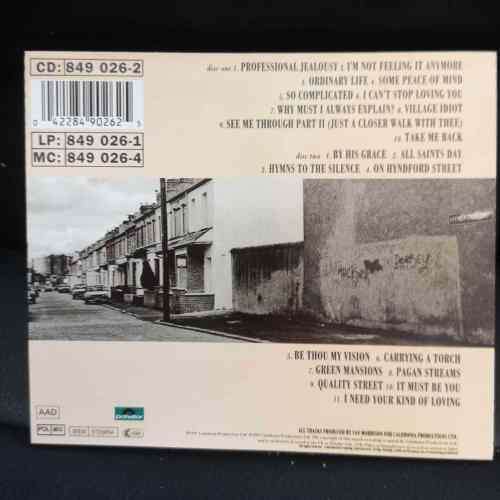 CD: 849 026-2
0 42284 90262 5
LP: 849 026-1
MC: 849 026-4
disc one 1. PROFESSIONAL JEALOUSY 2. I'M NOT FEELING IT ANYMORE
3. ORDINARY LIFE 4. SOME PEACE OF MIND
5. SO COMPLICATED 6. I CAN'T STOP LOVING YOU
7. WHY MUST I ALWAYS EXPLAIN? 8. VILLAGE IDIOT
9. SEE ME THROUGH PART II (JUST A CLOSER WALK WITH THEE)
10. TAKE ME BACK
disc two 1. BY HIS GRACE 2. ALL SAINTS DAY
3. HYMNS TO THE SILENCE 4. ON HYNDFORD STREET
5. BE THOU MY VISION 6. CARRYING A TORCH
7. GREEN MANSIONS 8. PAGAN STREAMS
9. QUALITY STREET 10. IT MUST BE YOU
11. I NEED YOUR KIND OF LOVING
AAD
polydor
ALL TRACKS PRODUCED BY VAN MORRISON FOR CALEDONIA PRODUCTIONS LTD.